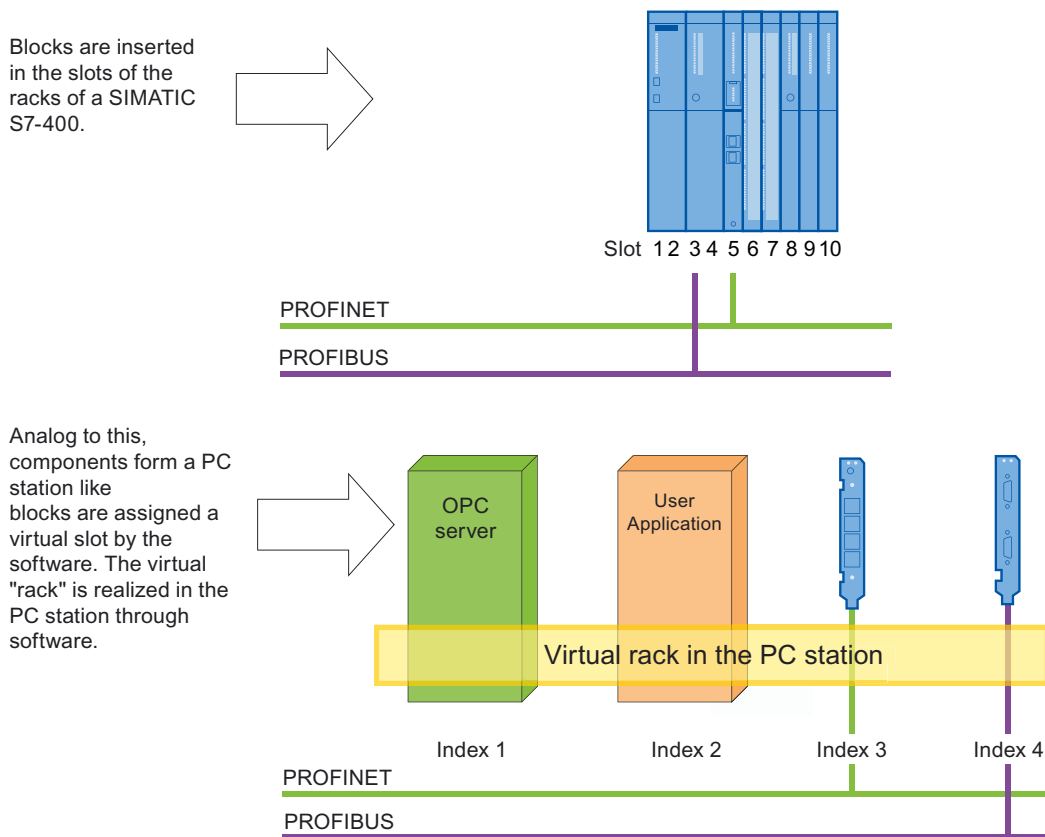 Blocks are inserted
in the slots of the
racks of a SIMATIC
S7-400.
Slot 1 2 3 4 5 6 7 8 9 10
PROFINET
PROFIBUS
Analog to this,
components form a PC
station like
blocks are assigned a
virtual slot by the
software. The virtual
"rack" is realized in the
PC station through
software.
OPC
server
User
Application
Virtual rack in the PC station
Index 1 Index 2 Index 3 Index 4
PROFINET
PROFIBUS